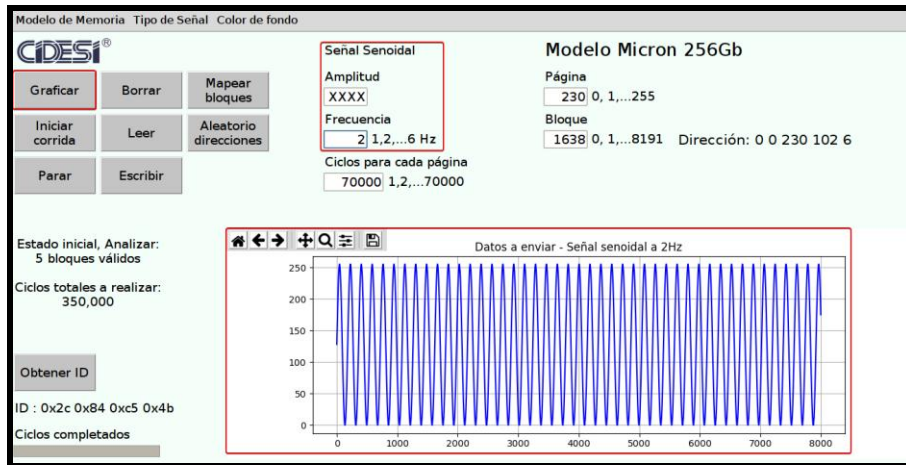 Modelo de Memoria Tipo de Señal Color de fondo
CIDESI®
Graficar Borrar Mapear bloques
Iniciar corrida Leer Aleatorio direcciones
Parar Escribir
Señal Senoidal
Amplitud
XXXX
Frecuencia
2 1,2,...6 Hz
Ciclos para cada página
70000 1,2,...70000
Modelo Micron 256Gb
Página
230 0, 1,...255
Bloque
1638 0, 1,...8191 Dirección: 0 0 230 102 6
Estado inicial, Analizar:
5 bloques válidos
Ciclos totales a realizar:
350,000
Obtener ID
ID : 0x2c 0x84 0xc5 0x4b
Ciclos completados
Datos a enviar - Señal senoidal a 2Hz
250
200
150
100
50
0
0 1000 2000 3000 4000 5000 6000 7000 8000